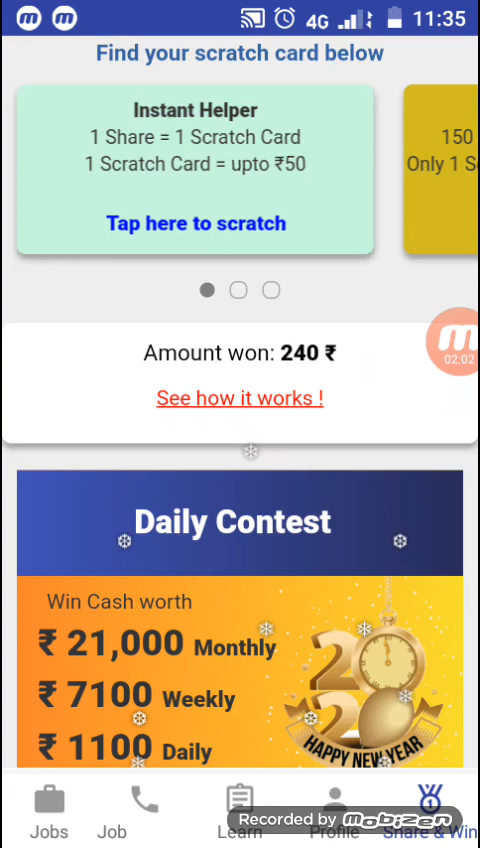 4G 11:35
Find your scratch card below
Instant Helper
1 Share = 1 Scratch Card
1 Scratch Card = upto ₹50
Tap here to scratch
150
Only 1 S
Amount won: 240 ₹
02:02
See how it works !
Daily Contest
Win Cash worth
₹ 21,000 Monthly
₹ 7100 Weekly
₹ 1100 Daily
2020
HAPPY NEW YEAR
Recorded by mobizen
Jobs Job Learn Profile Share & Win